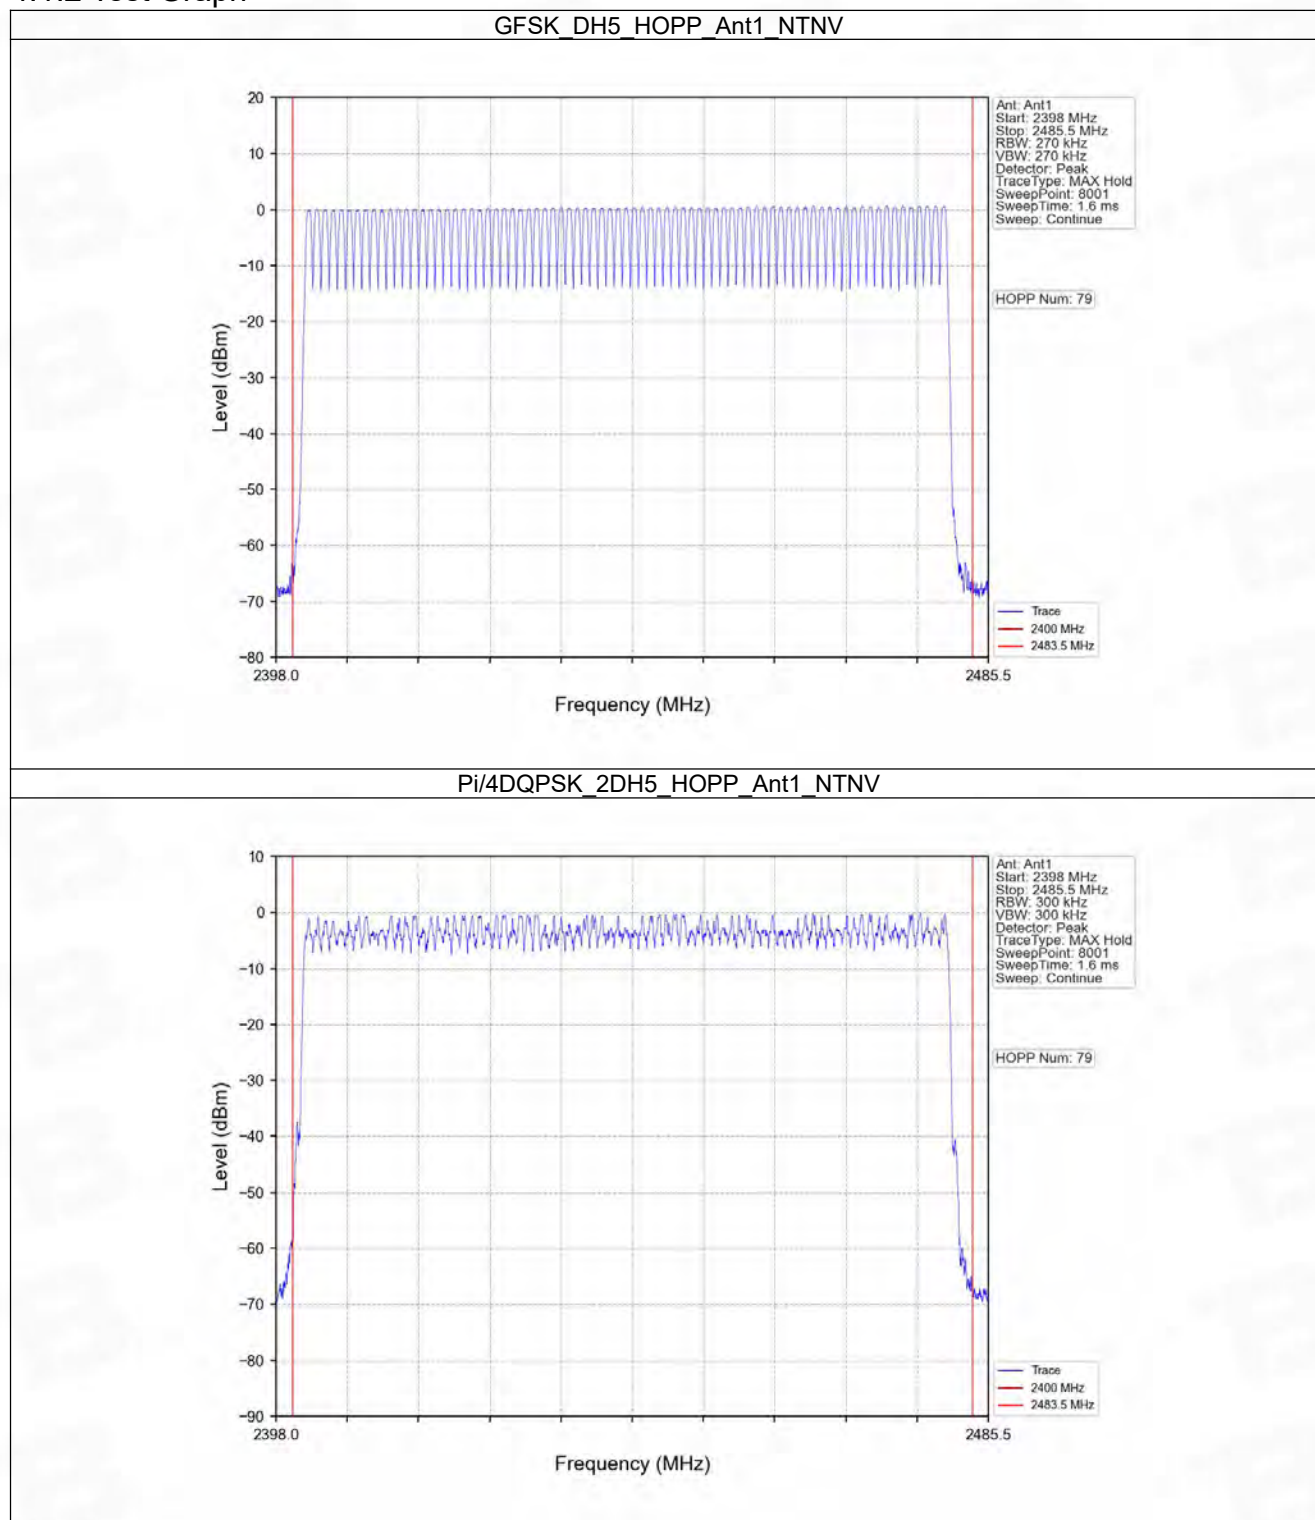 GFSK_DH5_HOPP_Ant1_NTNV
20
10
0
−10
−20
−30
−40
−50
−60
−70
−80
Level (dBm)
2398.0
2485.5
Frequency (MHz)
Ant: Ant1
Start: 2398 MHz
Stop: 2485.5 MHz
RBW: 270 kHz
VBW: 270 kHz
Detector: Peak
TraceType: MAX Hold
SweepPoint: 8001
SweepTime: 1.6 ms
Sweep: Continue
HOPP Num: 79
Trace
2400 MHz
2483.5 MHz
Pi/4DQPSK_2DH5_HOPP_Ant1_NTNV
10
0
−10
−20
−30
−40
−50
−60
−70
−80
−90
Level (dBm)
2398.0
2485.5
Frequency (MHz)
Ant: Ant1
Start: 2398 MHz
Stop: 2485.5 MHz
RBW: 300 kHz
VBW: 300 kHz
Detector: Peak
TraceType: MAX Hold
SweepPoint: 8001
SweepTime: 1.6 ms
Sweep: Continue
HOPP Num: 79
Trace
2400 MHz
2483.5 MHz